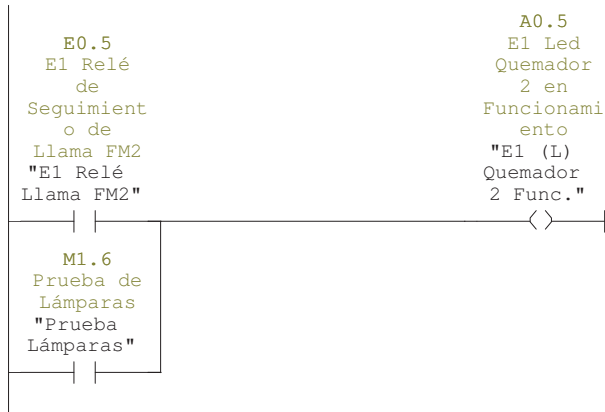 E0.5
E1 Relé
de
Seguimient
o de
Llama FM2
"E1 Relé
Llama FM2"
A0.5
E1 Led
Quemador
2 en
Funcionami
ento
"E1 (L)
Quemador
2 Func."
M1.6
Prueba de
Lámparas
"Prueba
Lámparas"